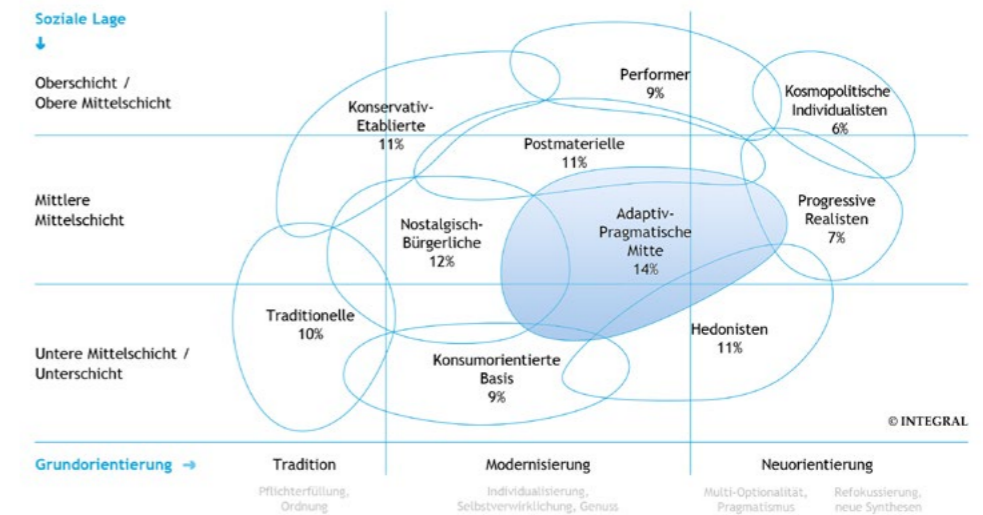 Soziale Lage
↓
Oberschicht /
Obere Mittelschicht
Konservativ-
Etablierte
11%
Performer
9%
Kosmopolitische
Individualisten
6%
Postmaterielle
11%
Mittlere
Mittelschicht
Nostalgisch-
Bürgerliche
12%
Adaptiv-
Pragmatische
Mitte
14%
Progressive
Realisten
7%
Traditionelle
10%
Untere Mittelschicht /
Unterschicht
Konsumorientierte
Basis
9%
Hedonisten
11%
© INTEGRAL
Grundorientierung →
Tradition
Modernisierung
Neuorientierung
Pflichterfüllung,
Ordnung
Individualisierung,
Selbstverwirklichung, Genuss
Multi-Optionalität,
Pragmatismus
Refokussierung,
neue Synthesen